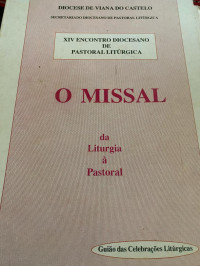 DIOCESE DE VIANA DO CASTELO
SECRETARIADO DIOCESANO DE PASTORAL LITÚRGICA
XIV ENCONTRO DIOCESANO
DE
PASTORAL LITÚRGICA
O MISSAL
da
Liturgia
à
Pastoral
Guião das Celebrações Litúrgicas